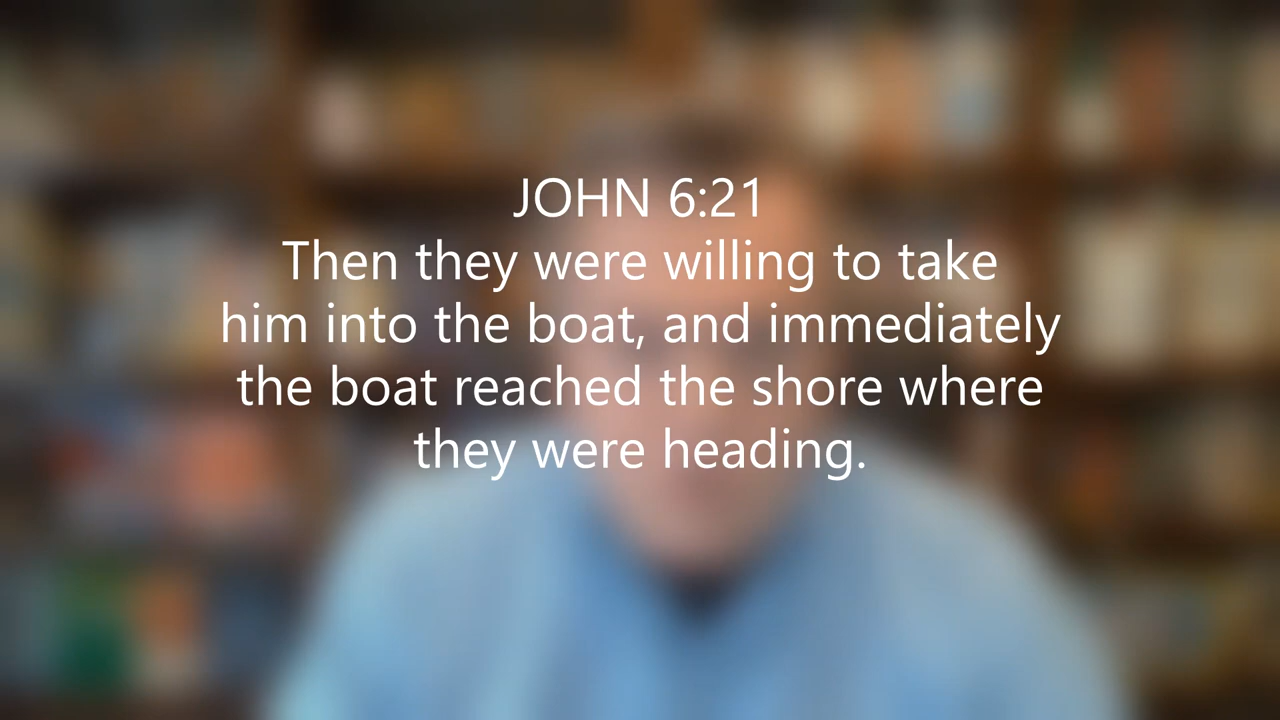 JOHN 6:21
Then they were willing to take
him into the boat, and immediately
the boat reached the shore where
they were heading.